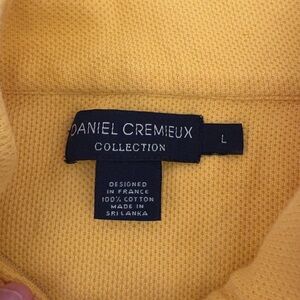 DANIEL CREMIEUX
COLLECTION
L
DESIGNED
IN FRANCE
100% COTTON
MADE IN
SRI LANKA